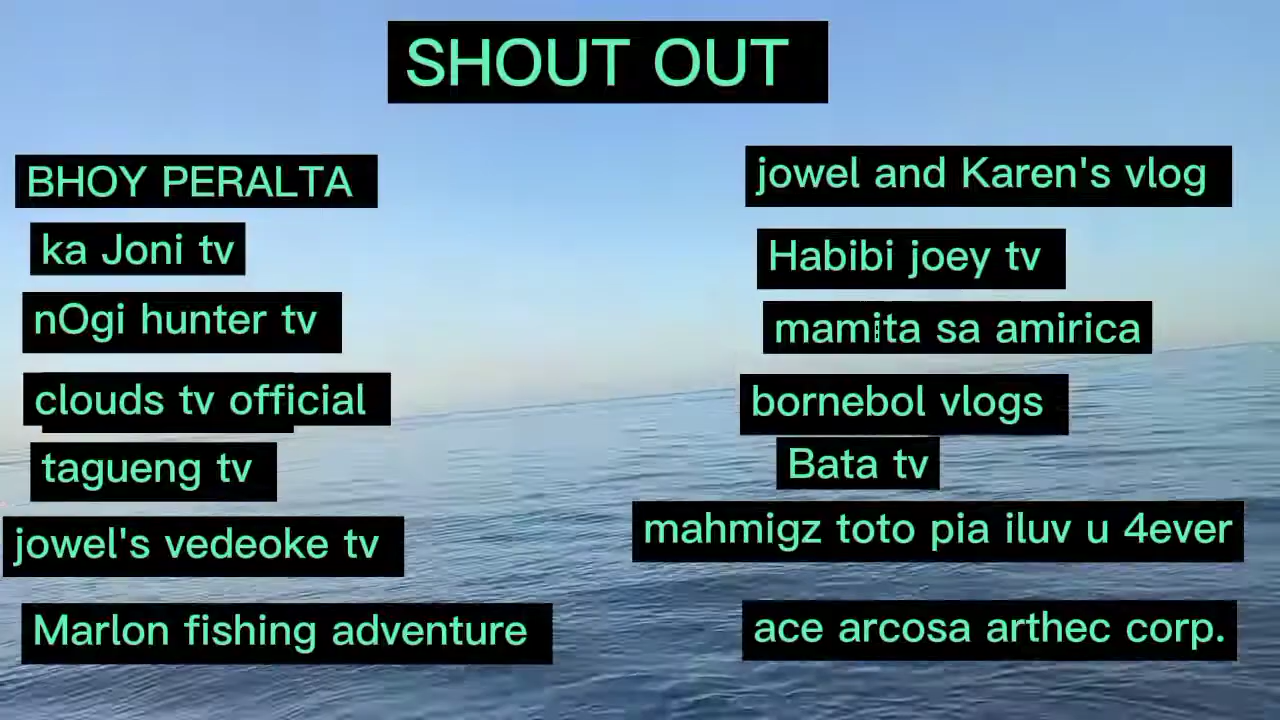 SHOUT OUT
BHOY PERALTA
ka Joni tv
nOgi hunter tv
clouds tv official
tagueng tv
jowel's vedeoke tv
Marlon fishing adventure
jowel and Karen's vlog
Habibi joey tv
mamita sa amirica
bornebol vlogs
Bata tv
mahmigz toto pia iluv u 4ever
ace arcosa arthec corp.